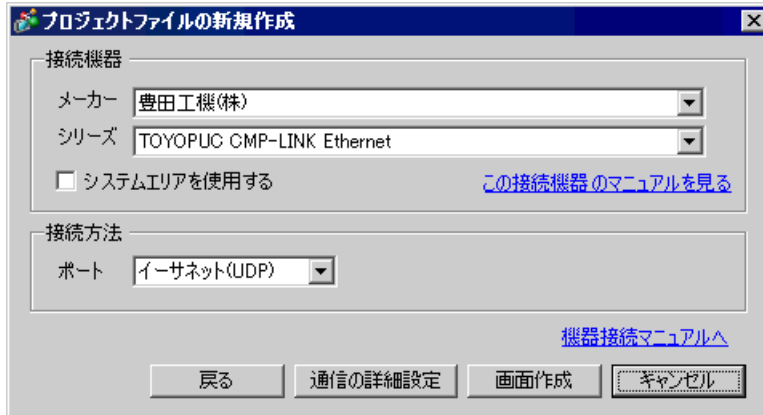 プロジェクトファイルの新規作成
接続機器
メーカー 豊田工機(株)
シリーズ TOYOPUC CMP-LINK Ethernet
システムエリアを使用する この接続機器のマニュアルを見る
接続方法
ポート イーサネット(UDP)
機器接続マニュアルへ
戻る 通信の詳細設定 画面作成 キャンセル